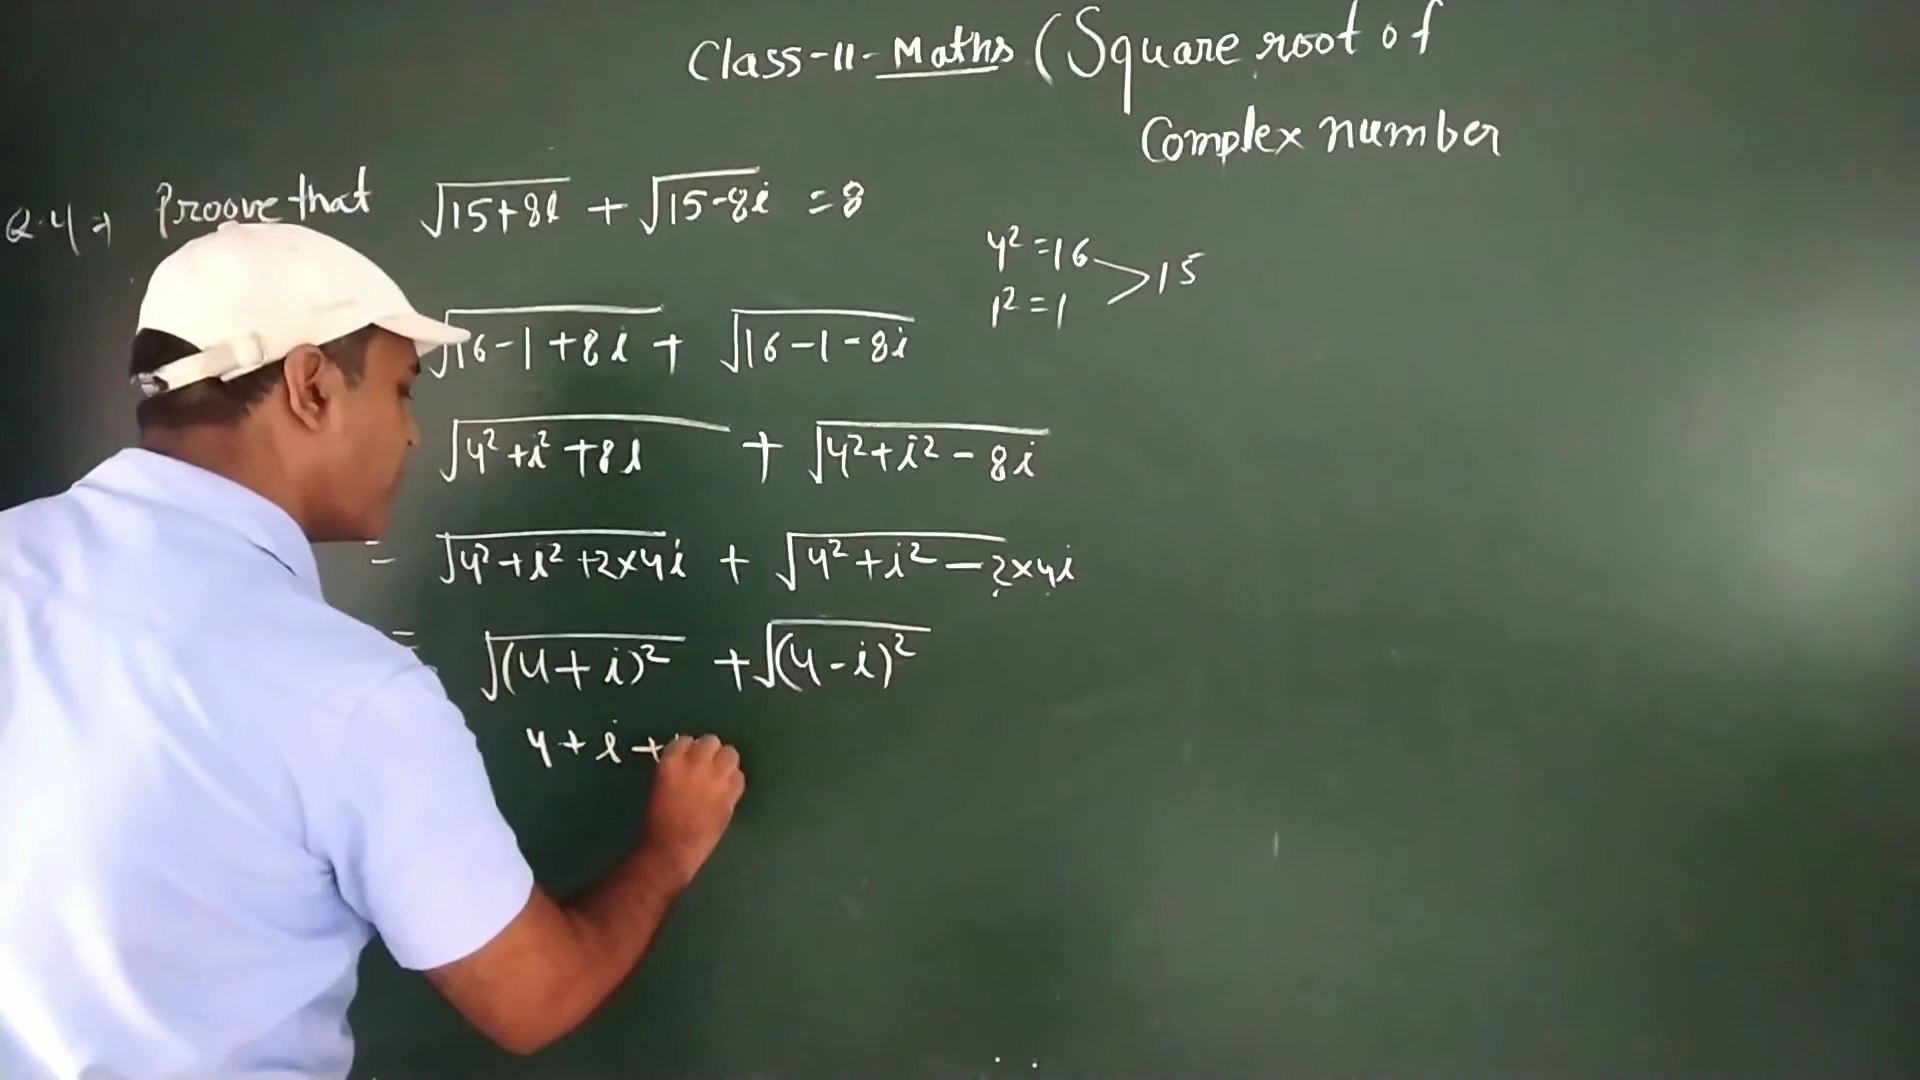 Class-11-Maths (Square root of
Complex number
Q.4→ Proove that √15+8i + √15-8i = 8
4² = 16
1² = 1 > 15
√16-1+8i + √16-1-8i
√4²+i²+8i + √4²+i²-8i
= √4²+i²+2×4i + √4²+i²-2×4i
= √(4+i)² + √(4-i)²
4+i+